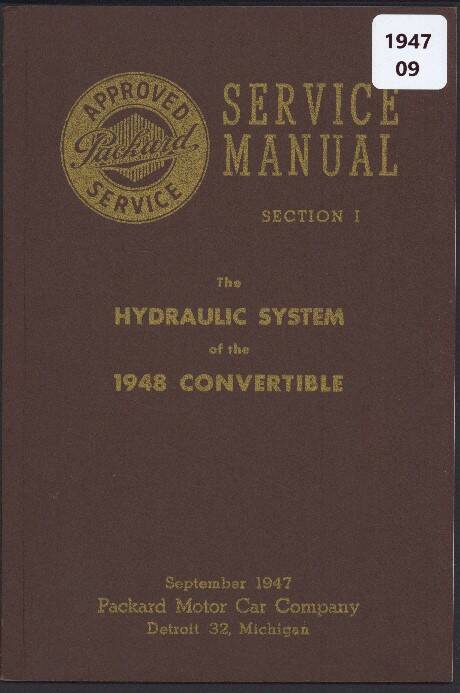 1947
09
APPROVED
Packard
SERVICE
SERVICE
MANUAL
SECTION I
The
HYDRAULIC SYSTEM
of the
1948 CONVERTIBLE
September 1947
Packard Motor Car Company
Detroit 32, Michigan